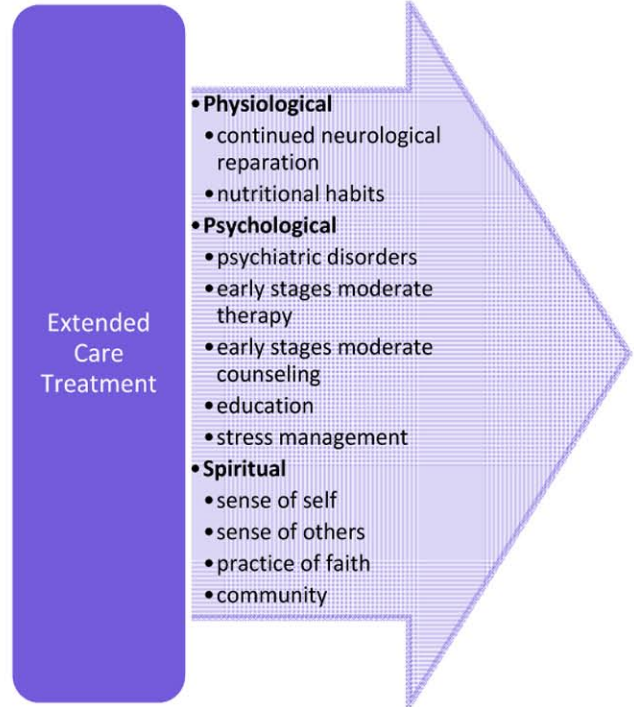 Extended
Care
Treatment
•Physiological
•continued neurological
reparation
•nutritional habits
•Psychological
•psychiatric disorders
•early stages moderate
therapy
•early stages moderate
counseling
•education
•stress management
•Spiritual
•sense of self
•sense of others
•practice of faith
•community